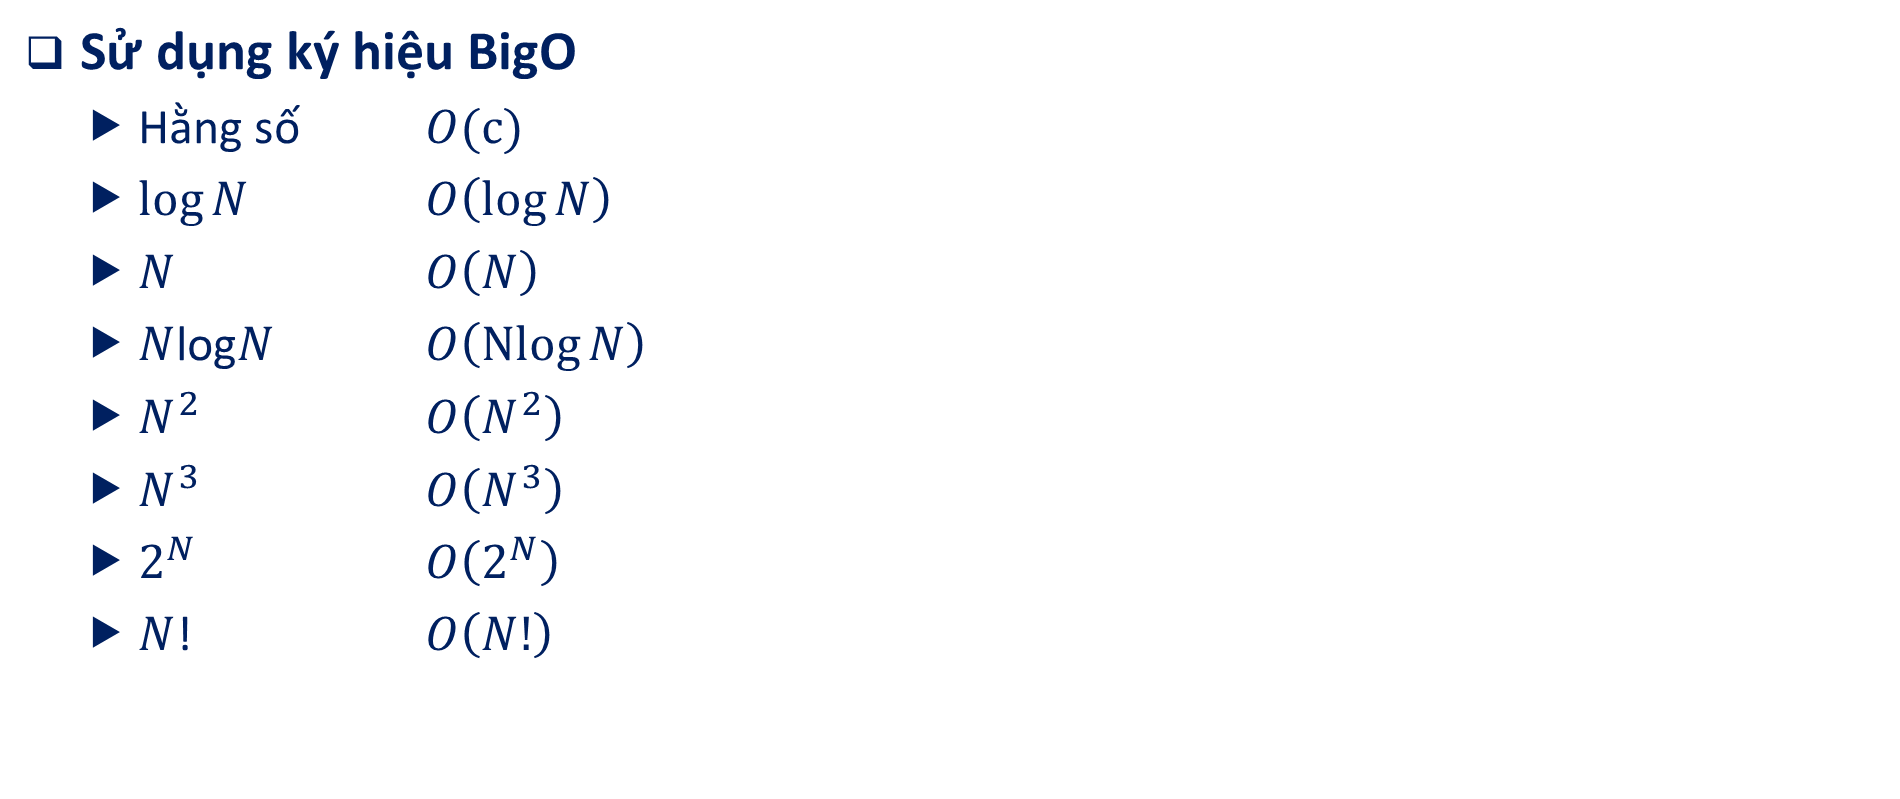 ❑ Sử dụng ký hiệu BigO
▶ Hằng số O(c)
▶ log N O(log N)
▶ N O(N)
▶ NlogN O(Nlog N)
▶ N² O(N²)
▶ N³ O(N³)
▶ 2ᴺ O(2ᴺ)
▶ N! O(N!)